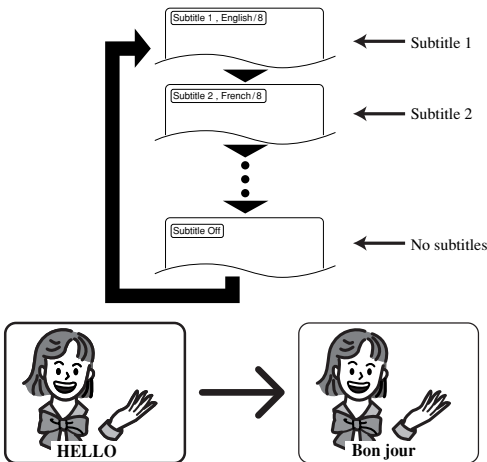 Subtitle 1 , English/8
Subtitle 1
Subtitle 2 , French/8
Subtitle 2
Subtitle Off
No subtitles
HELLO
Bon jour